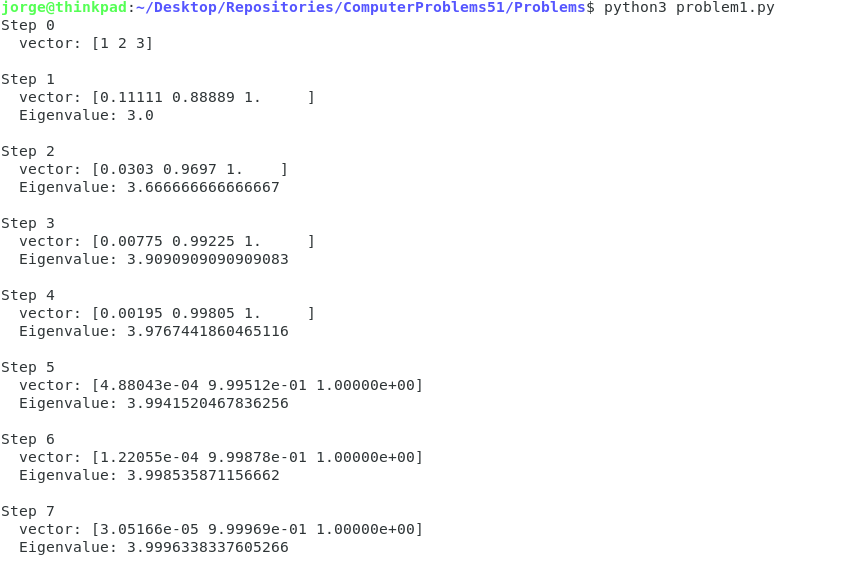 jorge@thinkpad:~/Desktop/Repositories/ComputerProblems51/Problems$ python3 problem1.py
Step 0
  vector: [1 2 3]

Step 1
  vector: [0.11111 0.88889 1.     ]
  Eigenvalue: 3.0

Step 2
  vector: [0.0303 0.9697 1.    ]
  Eigenvalue: 3.666666666666667

Step 3
  vector: [0.00775 0.99225 1.     ]
  Eigenvalue: 3.9090909090909083

Step 4
  vector: [0.00195 0.99805 1.     ]
  Eigenvalue: 3.9767441860465116

Step 5
  vector: [4.88043e-04 9.99512e-01 1.00000e+00]
  Eigenvalue: 3.9941520467836256

Step 6
  vector: [1.22055e-04 9.99878e-01 1.00000e+00]
  Eigenvalue: 3.998535871156662

Step 7
  vector: [3.05166e-05 9.99969e-01 1.00000e+00]
  Eigenvalue: 3.9996338337605266